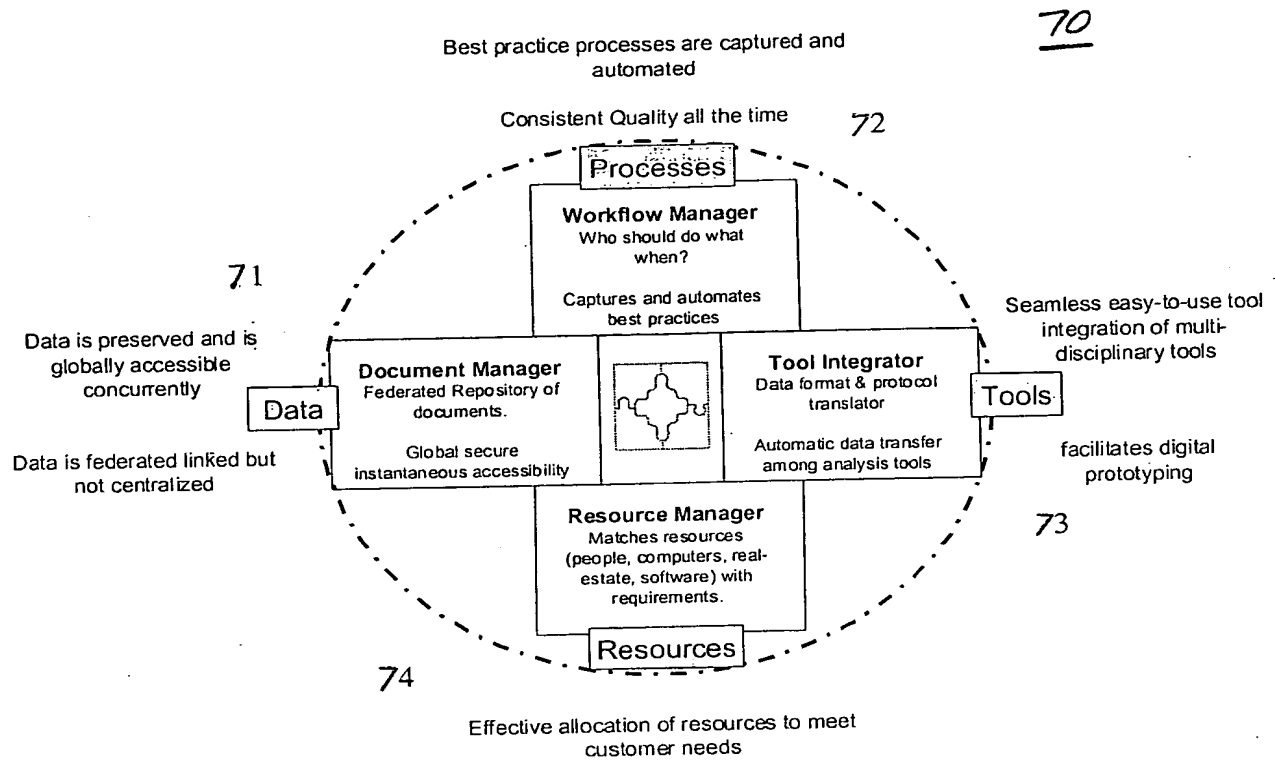 70
Best practice processes are captured and
automated
Consistent Quality all the time
72
Processes
Workflow Manager
Who should do what
when?
Captures and automates
best practices
71
Data is preserved and is
globally accessible
concurrently
Data
Data is federated linked but
not centralized
Document Manager
Federated Repository of
documents.
Global secure
instantaneous accessibility
Tool Integrator
Data format & protocol
translator
Automatic data transfer
among analysis tools
Seamless easy-to-use tool
integration of multi-
disciplinary tools
Tools
facilitates digital
prototyping
73
Resource Manager
Matches resources
(people, computers, real-
estate, software) with
requirements.
Resources
74
Effective allocation of resources to meet
customer needs